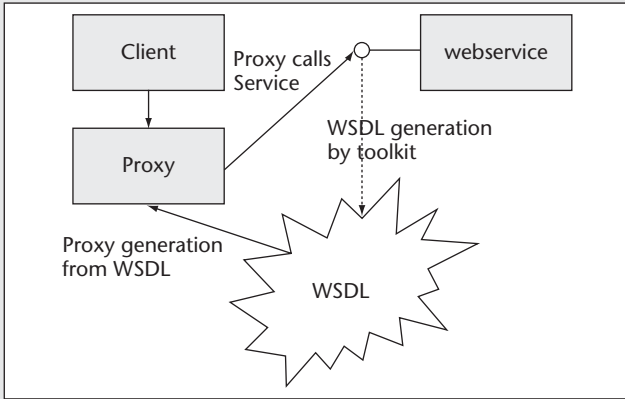 Client
Proxy calls
Service
webservice
WSDL generation
by toolkit
Proxy
Proxy generation
from WSDL
WSDL